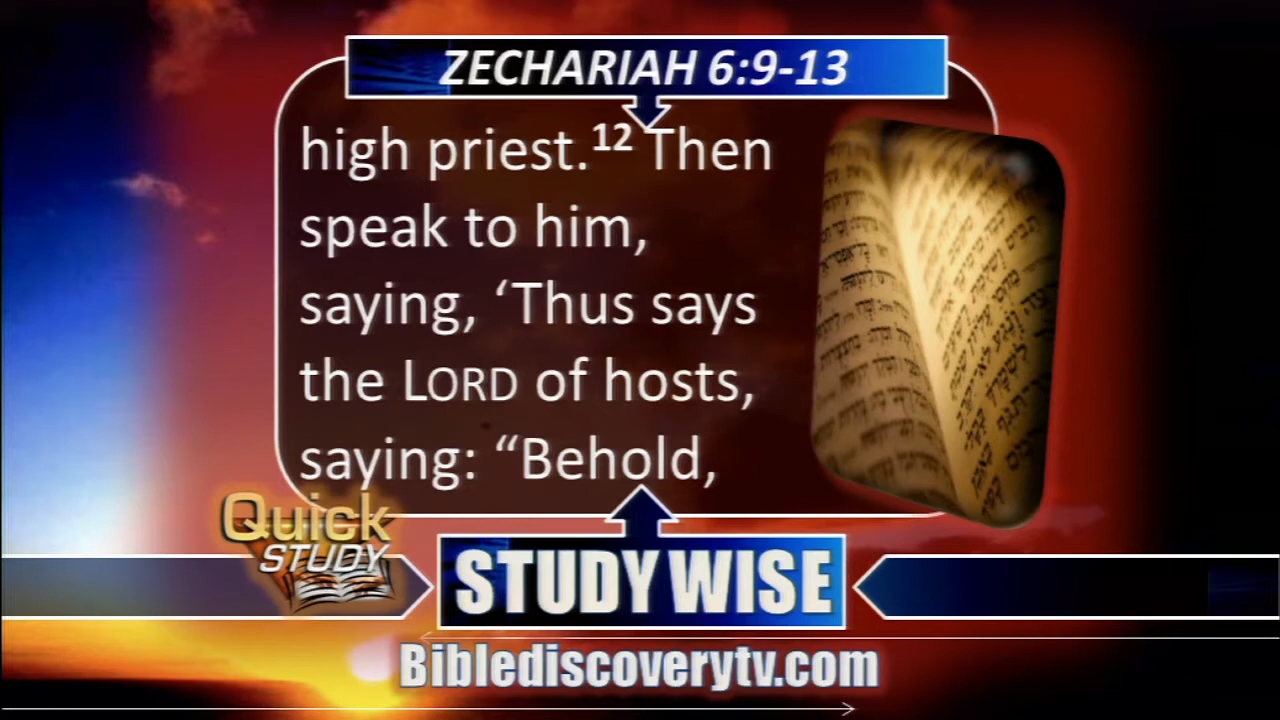 ZECHARIAH 6:9-13
high priest.¹² Then
speak to him,
saying, ‘Thus says
the LORD of hosts,
saying: “Behold,
Quick
STUDY
STUDY WISE
Biblediscoverytv.com